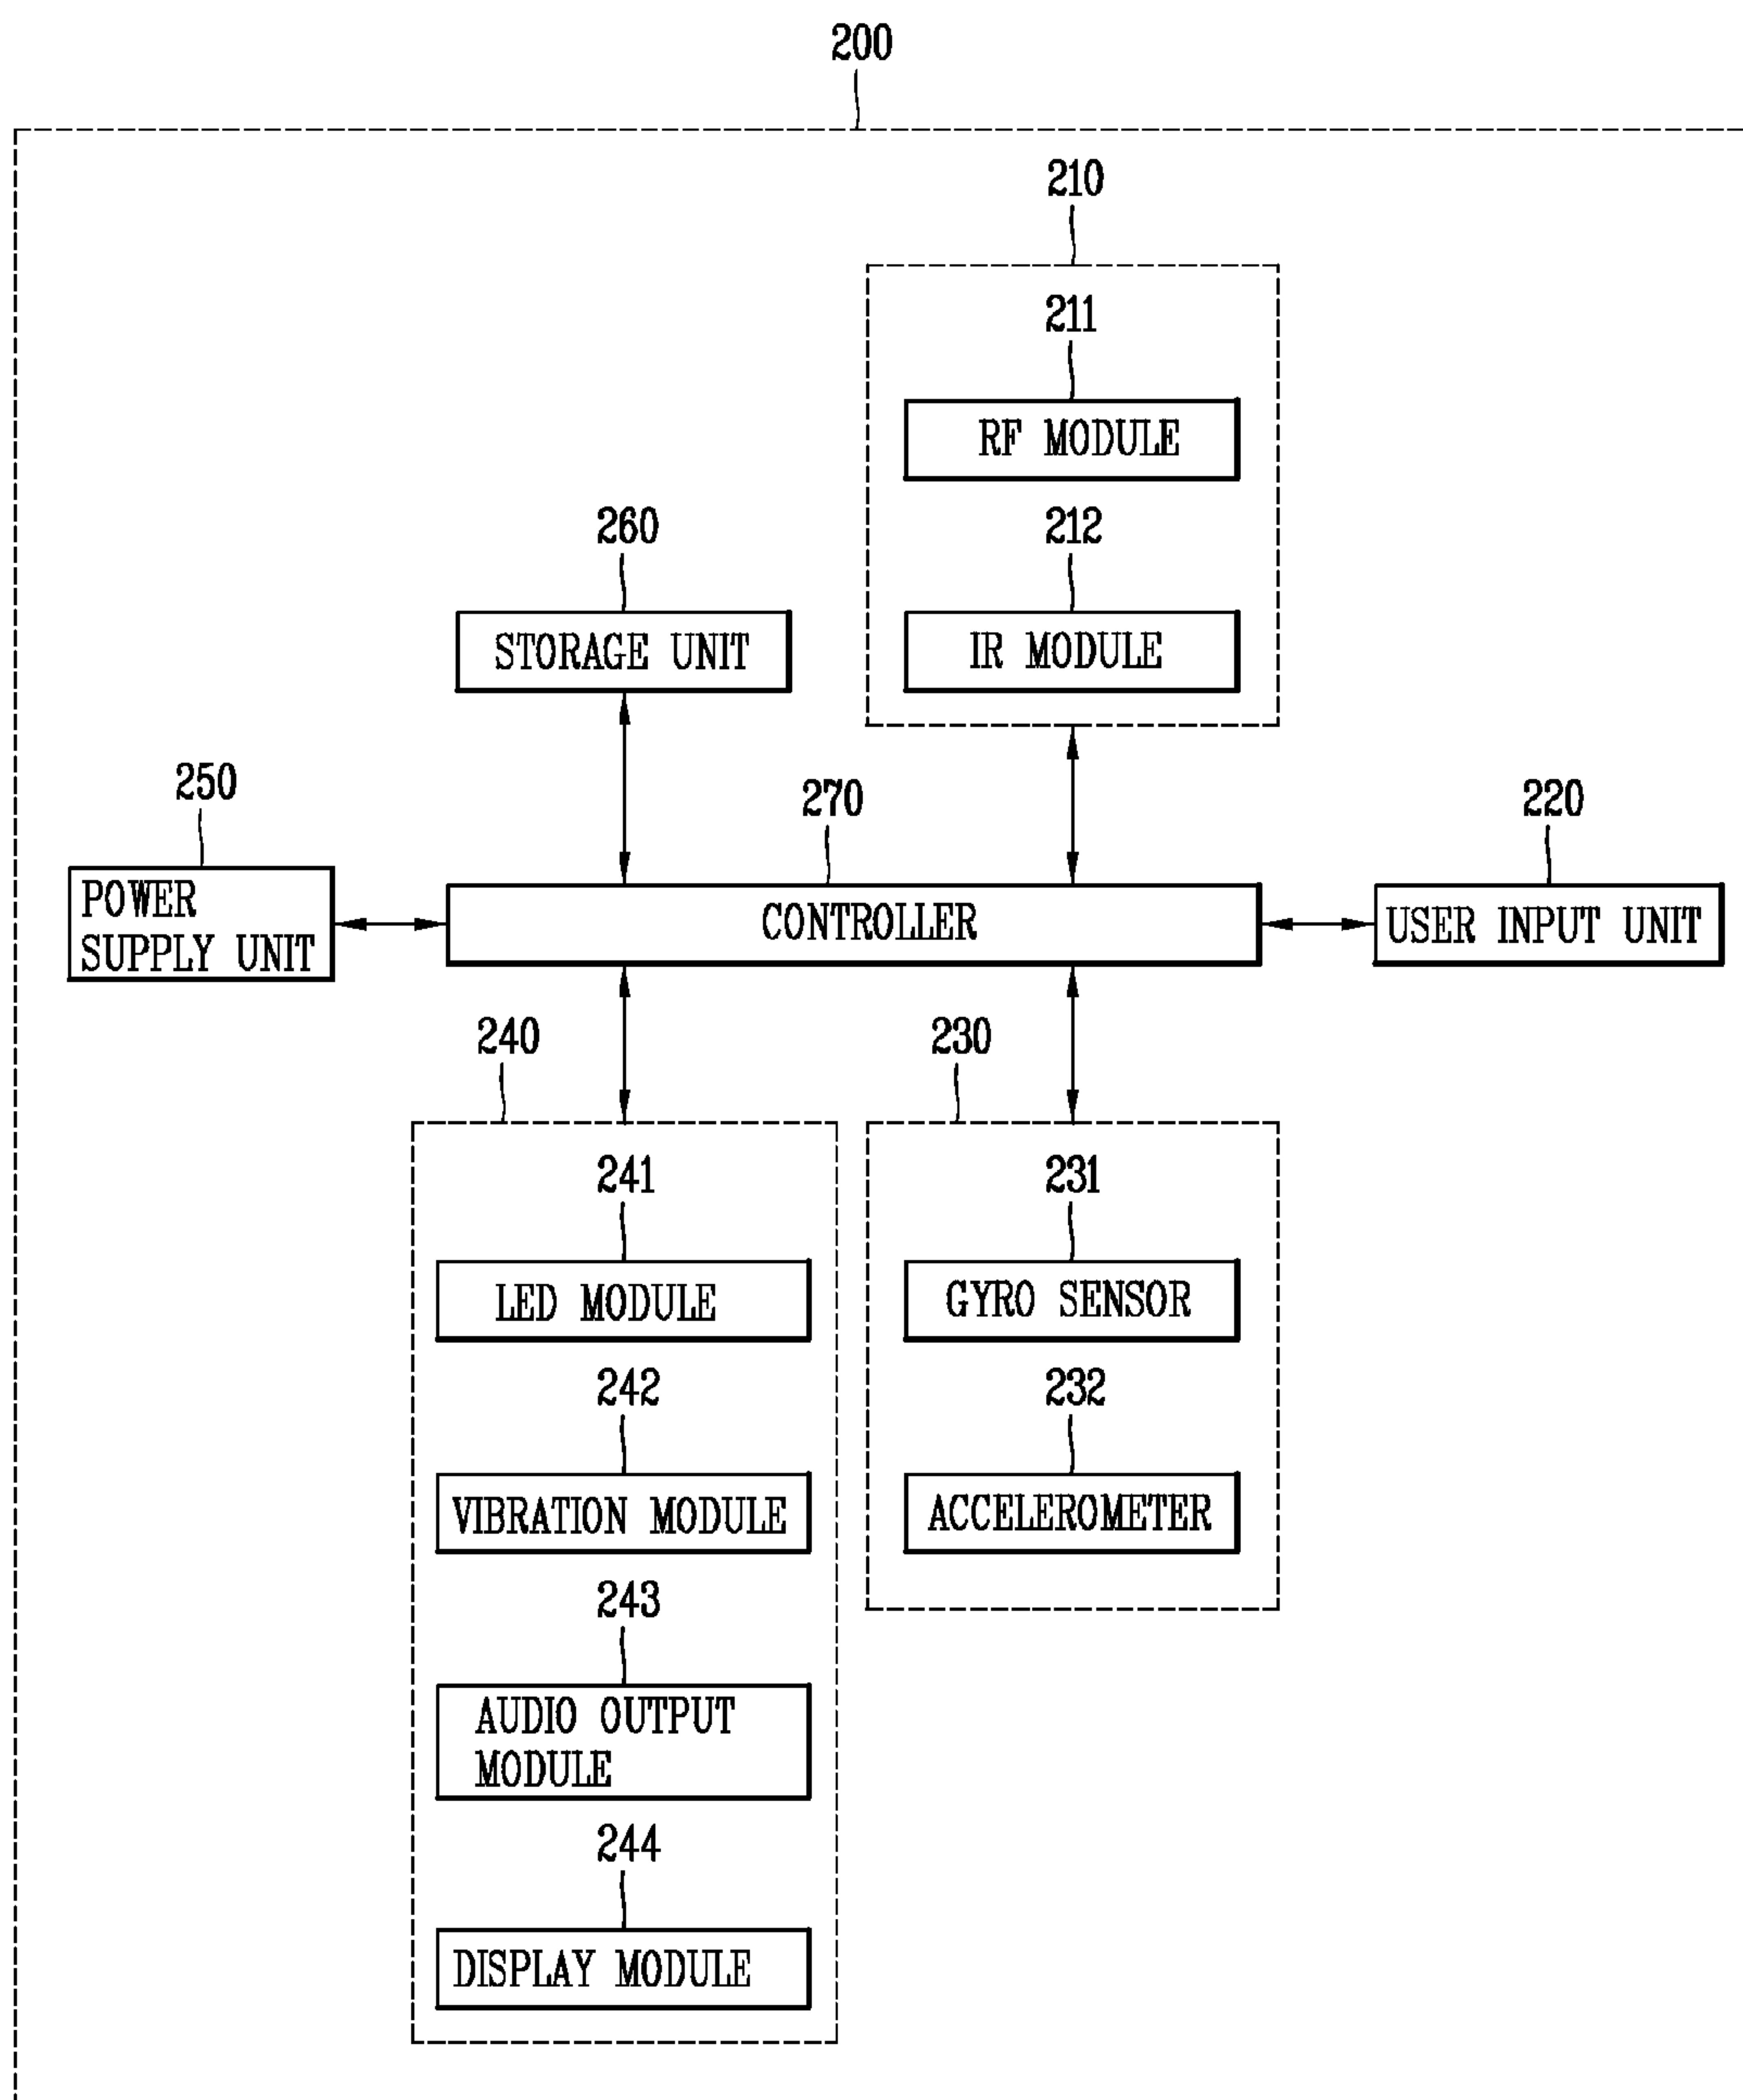 200
210
211
RF MODULE
260
212
STORAGE UNIT
IR MODULE
250
270
220
POWER
SUPPLY UNIT
CONTROLLER
USER INPUT UNIT
240
230
241
231
LED MODULE
GYRO SENSOR
242
232
VIBRATION MODULE
ACCELEROMETER
243
AUDIO OUTPUT
MODULE
244
DISPLAY MODULE